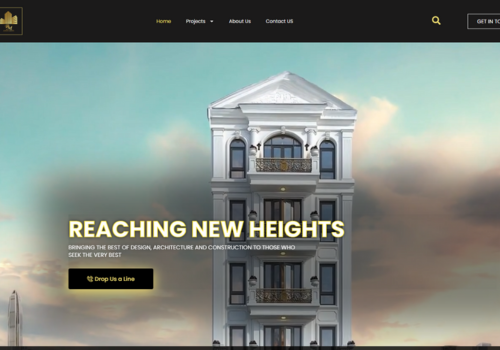 Home
Projects
About Us
Contact US
GET IN TO
REACHING NEW HEIGHTS
BRINGING THE BEST OF DESIGN, ARCHITECTURE AND CONSTRUCTION TO THOSE WHO
SEEK THE VERY BEST
Drop Us a Line